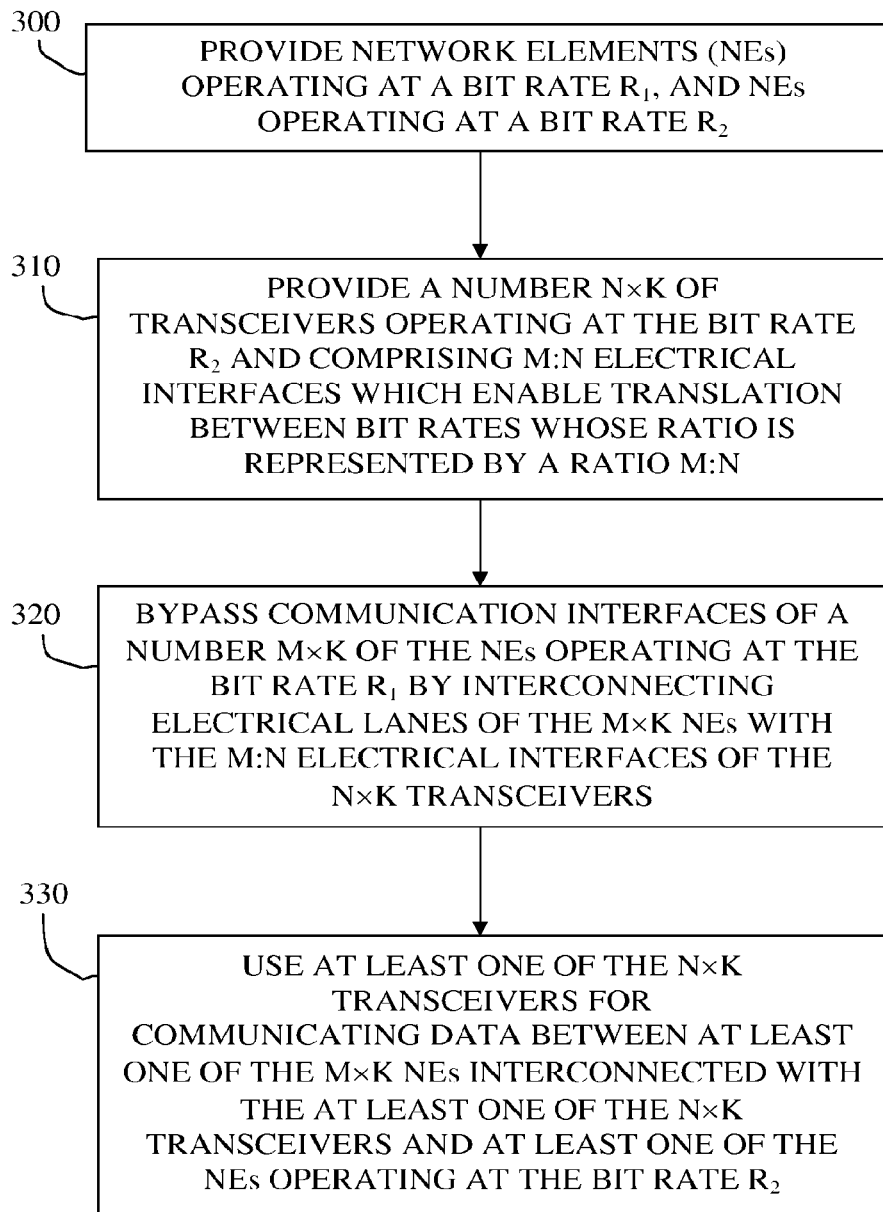 300
PROVIDE NETWORK ELEMENTS (NEs)
OPERATING AT A BIT RATE R₁, AND NEs
OPERATING AT A BIT RATE R₂
310
PROVIDE A NUMBER N×K OF
TRANSCEIVERS OPERATING AT THE BIT RATE
R₂ AND COMPRISING M:N ELECTRICAL
INTERFACES WHICH ENABLE TRANSLATION
BETWEEN BIT RATES WHOSE RATIO IS
REPRESENTED BY A RATIO M:N
320
BYPASS COMMUNICATION INTERFACES OF A
NUMBER M×K OF THE NEs OPERATING AT THE
BIT RATE R₁ BY INTERCONNECTING
ELECTRICAL LANES OF THE M×K NEs WITH
THE M:N ELECTRICAL INTERFACES OF THE
N×K TRANSCEIVERS
330
USE AT LEAST ONE OF THE N×K
TRANSCEIVERS FOR
COMMUNICATING DATA BETWEEN AT LEAST
ONE OF THE M×K NEs INTERCONNECTED WITH
THE AT LEAST ONE OF THE N×K
TRANSCEIVERS AND AT LEAST ONE OF THE
NEs OPERATING AT THE BIT RATE R₂